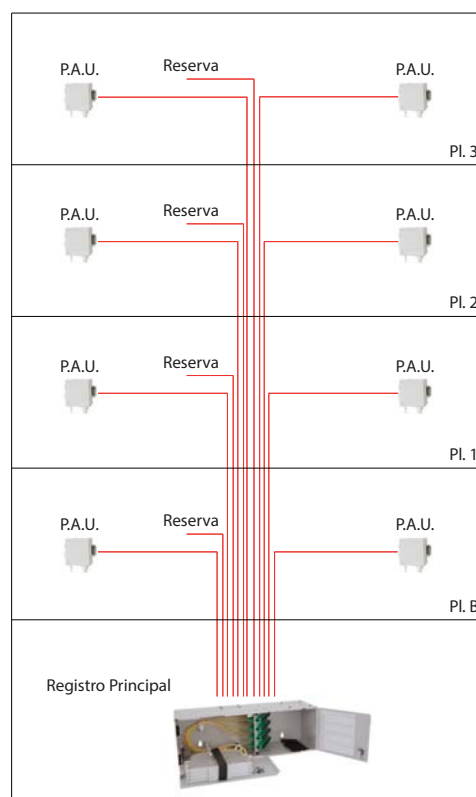 P.A.U. Reserva P.A.U.
Pl. 3
P.A.U. Reserva P.A.U.
Pl. 2
P.A.U. Reserva P.A.U.
Pl. 1
P.A.U. Reserva P.A.U.
Pl. B
Registro Principal